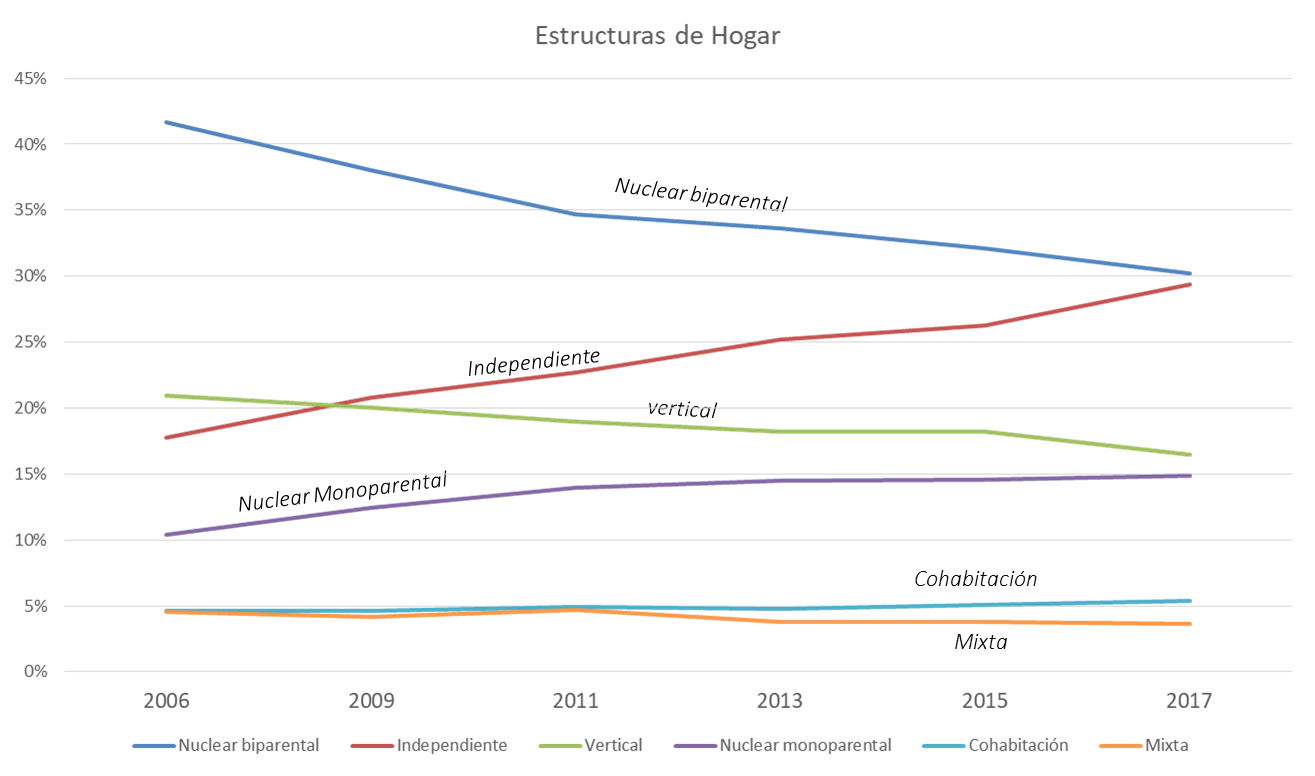 Estructuras de Hogar
45%
40%
35%
30%
25%
20%
15%
10%
5%
0%
Nuclear biparental
Independiente
vertical
Nuclear Monoparental
Cohabitación
Mixta
2006 2009 2011 2013 2015 2017
Nuclear biparental Independiente Vertical Nuclear monoparental Cohabitación Mixta